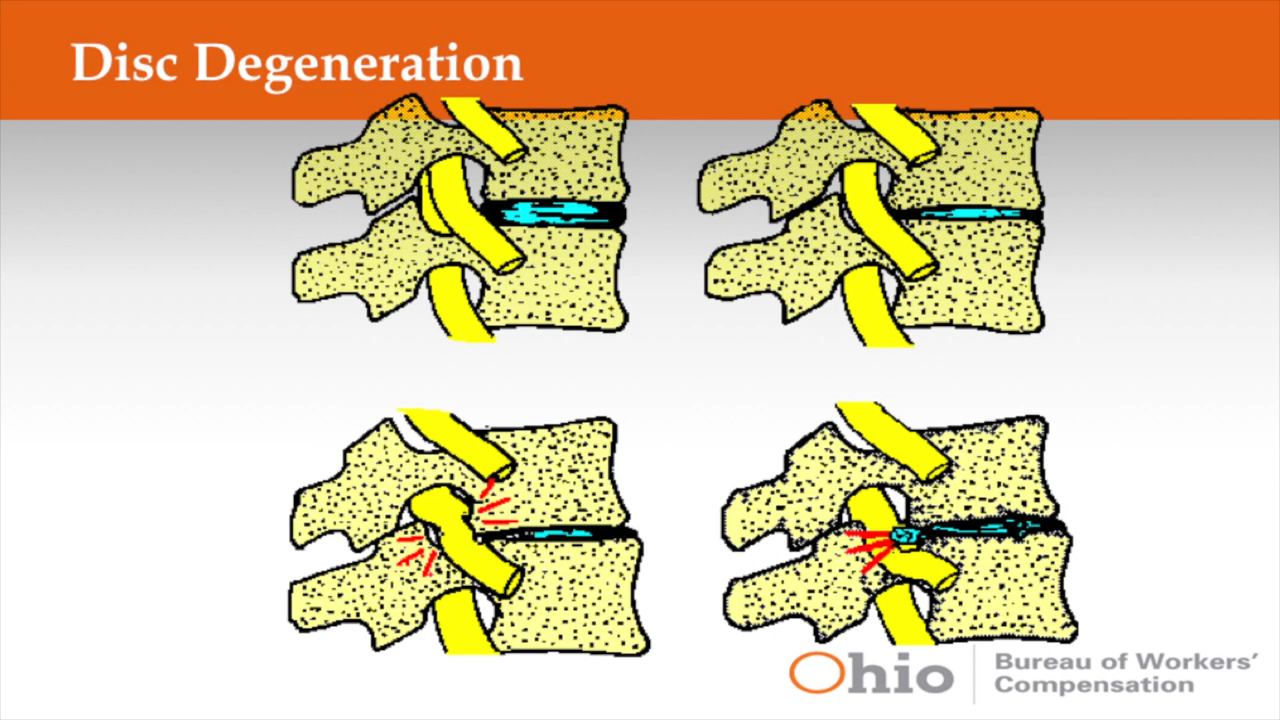 Disc Degeneration
Ohio
Bureau of Workers'
Compensation